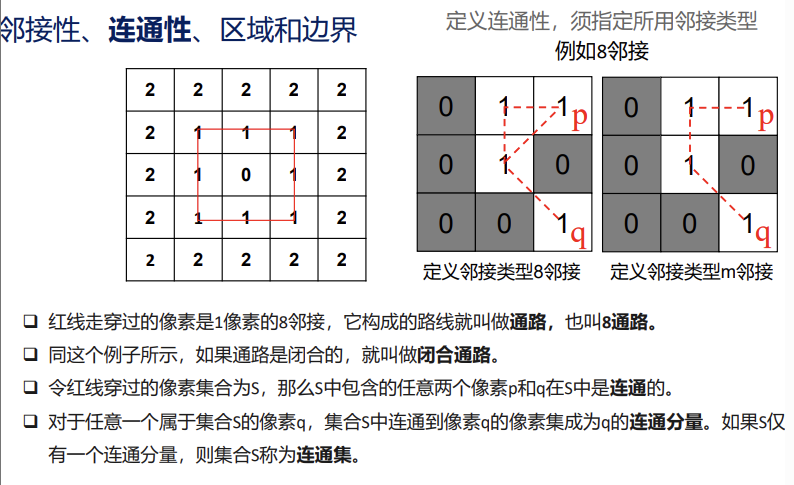 邻接性、连通性、区域和边界
定义连通性，须指定所用邻接类型
例如8邻接
2 2 2 2 2
2 1 1 1 2
2 1 0 1 2
2 1 1 1 2
2 2 2 2 2
0 1 1 p
0 1 0
0 0 1 q
定义邻接类型8邻接
0 1 1 p
0 1 0
0 0 1 q
定义邻接类型m邻接
红线走穿过的像素是1像素的8邻接，它构成的路线就叫做通路，也叫8通路。
同这个例子所示，如果通路是闭合的，就叫做闭合通路。
令红线穿过的像素集合为S，那么S中包含的任意两个像素p和q在S中是连通的。
对于任意一个属于集合S的像素q，集合S中连通到像素q的像素集成为q的连通分量。如果S仅
有一个连通分量，则集合S称为连通集。